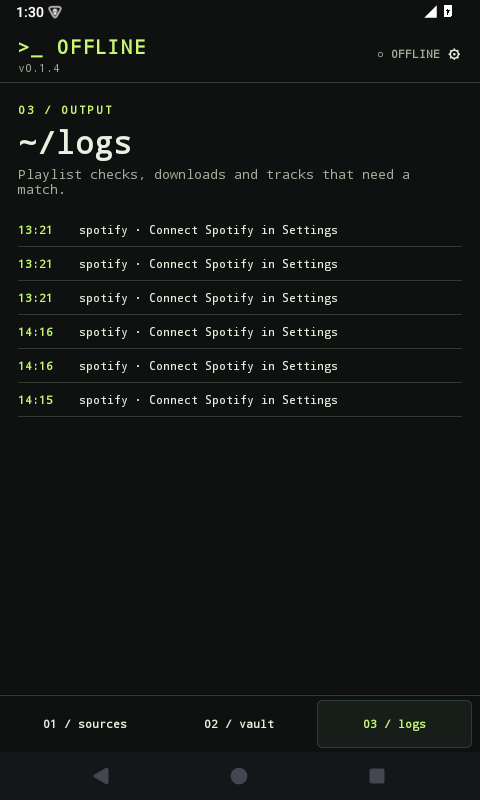 1:30
>_ OFFLINE
v0.1.4
○ OFFLINE
03 / OUTPUT
~/logs
Playlist checks, downloads and tracks that need a
match.
13:21 spotify · Connect Spotify in Settings
13:21 spotify · Connect Spotify in Settings
13:21 spotify · Connect Spotify in Settings
14:16 spotify · Connect Spotify in Settings
14:16 spotify · Connect Spotify in Settings
14:15 spotify · Connect Spotify in Settings
01 / sources
02 / vault
03 / logs